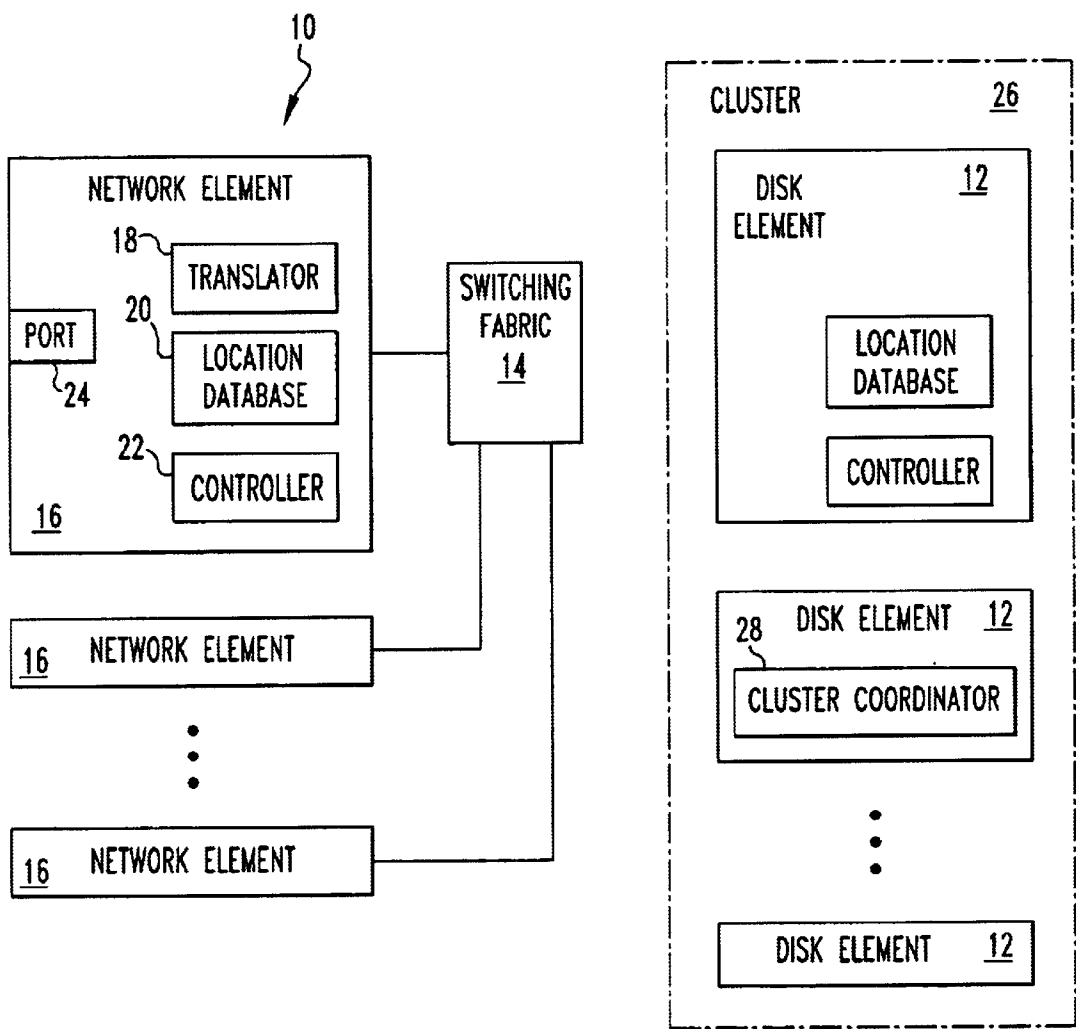 10
NETWORK ELEMENT
18
TRANSLATOR
20
PORT
24
LOCATION
DATABASE
22
CONTROLLER
16
SWITCHING
FABRIC
14
16 NETWORK ELEMENT
16 NETWORK ELEMENT
CLUSTER 26
12
DISK
ELEMENT
LOCATION
DATABASE
CONTROLLER
DISK ELEMENT 12
28
CLUSTER COORDINATOR
DISK ELEMENT 12